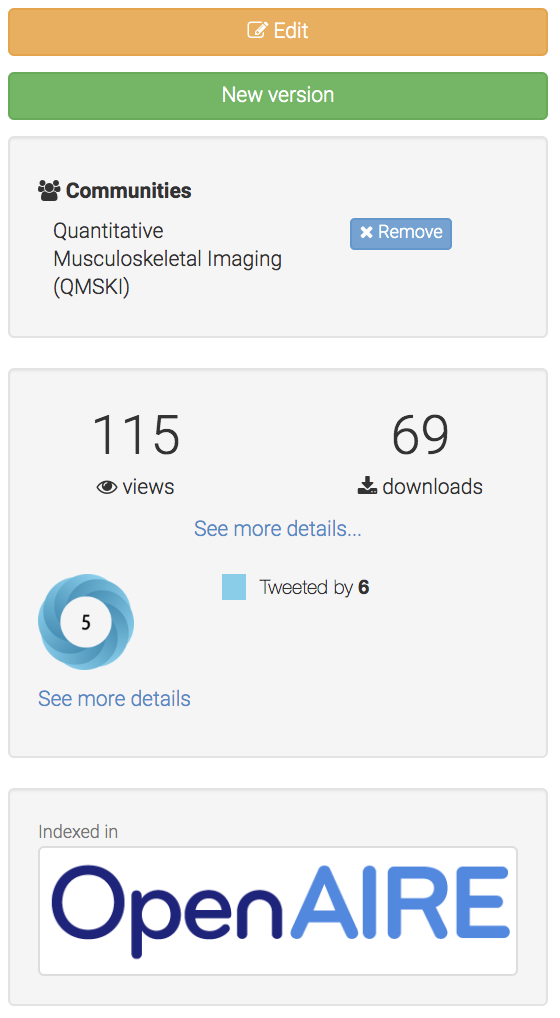 Edit
New version
Communities
Quantitative
Musculoskeletal Imaging
(QMSKI)
Remove
115
views
69
downloads
See more details...
5
Tweeted by 6
See more details
Indexed in
OpenAIRE